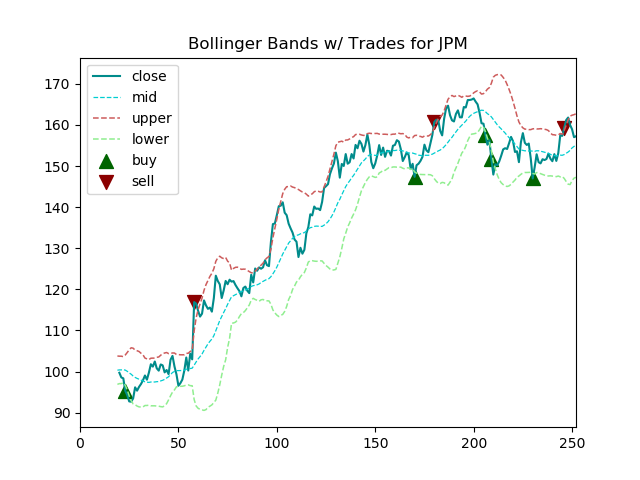 Bollinger Bands w/ Trades for JPM
close
mid
upper
lower
buy
sell
170
160
150
140
130
120
110
100
90
0 50 100 150 200 250